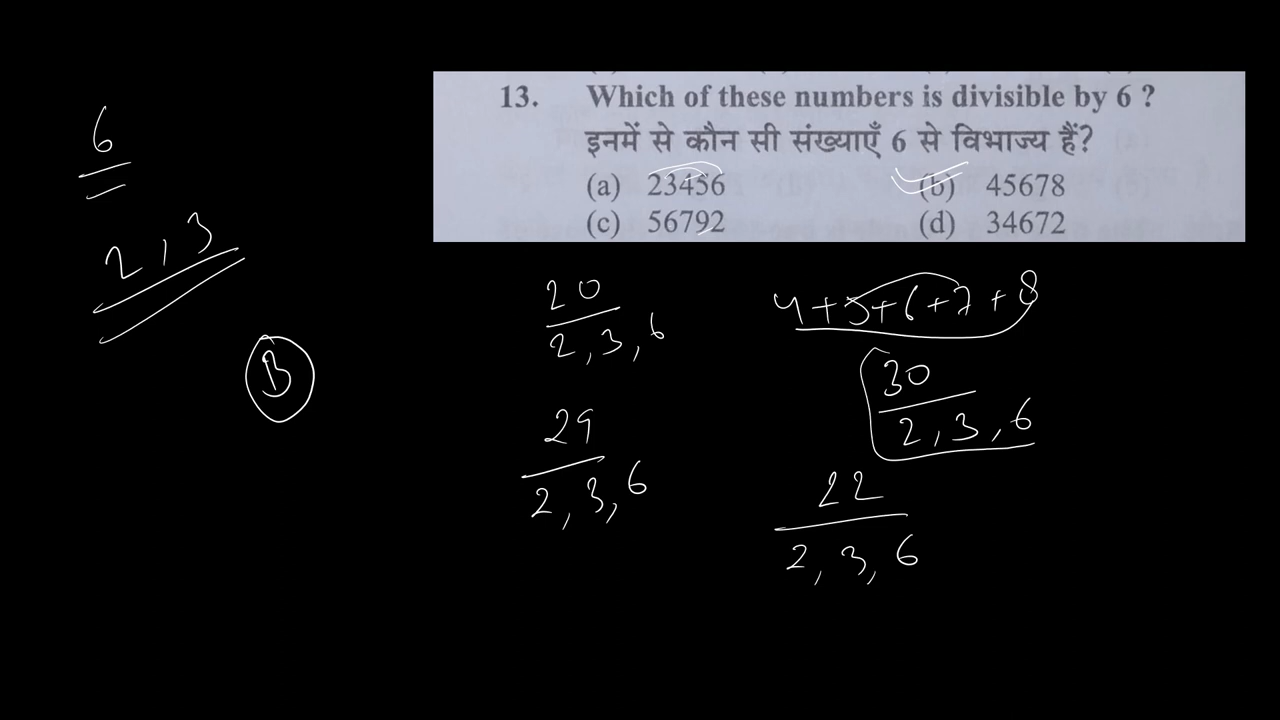 13. Which of these numbers is divisible by 6 ?
इनमें से कौन सी संख्याएँ 6 से विभाज्य हैं?
(a) 23456 (b) 45678
(c) 56792 (d) 34672
6
2, 3
B
20
2, 3, 6
29
2, 3, 6
4+5+6+7+8
30
2, 3, 6
22
2, 3, 6